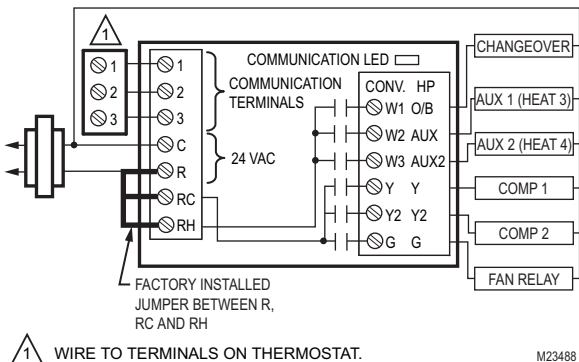 1
1
2
3
1
2
3
C
R
RC
RH
COMMUNICATION LED
COMMUNICATION
TERMINALS
24 VAC
CONV. HP
W1 O/B
W2 AUX
W3 AUX2
Y Y
Y2 Y2
G G
CHANGEOVER
AUX 1 (HEAT 3)
AUX 2 (HEAT 4)
COMP 1
COMP 2
FAN RELAY
FACTORY INSTALLED
JUMPER BETWEEN R,
RC AND RH
1 WIRE TO TERMINALS ON THERMOSTAT.
M23488